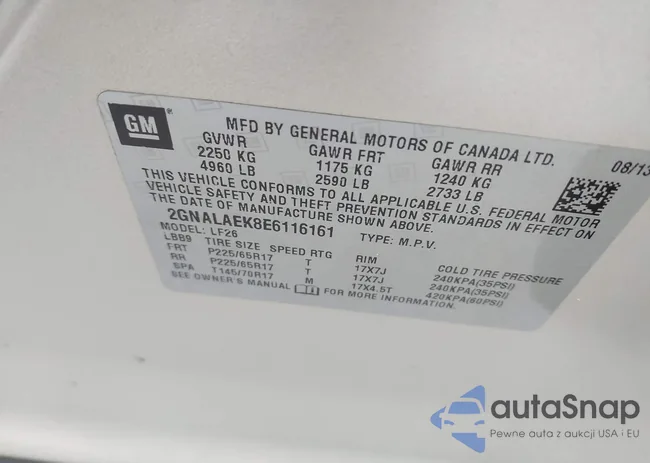 GM®
MFD BY GENERAL MOTORS OF CANADA LTD.
08/13
GVWR GAWR FRT GAWR RR
2250 KG 1175 KG 1240 KG
4960 LB 2590 LB 2733 LB
THIS VEHICLE CONFORMS TO ALL APPLICABLE U.S. FEDERAL MOTOR
VEHICLE SAFETY AND THEFT PREVENTION STANDARDS IN EFFECT ON
THE DATE OF MANUFACTURE SHOWN ABOVE.
2GNALAEK8E6116161 TYPE: M.P.V.
MODEL: LF26
LBB9 TIRE SIZE SPEED RTG RIM COLD TIRE PRESSURE
FRT P225/65R17 T 17X7J 240KPA(35PSI)
RR P225/65R17 T 17X7J 240KPA(35PSI)
SPA T145/70R17 M 17X4.5T 420KPA(60PSI)
SEE OWNER'S MANUAL FOR MORE INFORMATION.
autaSnap
Pewne auta z aukcji USA i EU